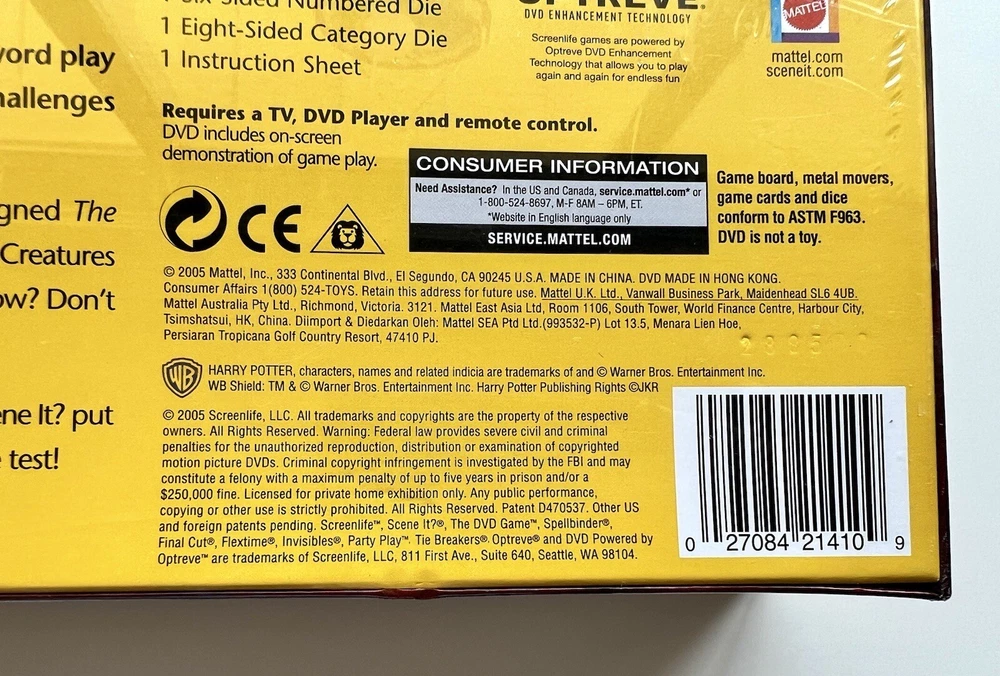 Numbered Die
1 Eight-Sided Category Die
1 Instruction Sheet
DVD ENHANCEMENT TECHNOLOGY
Screenlife games are powered by
Optreve DVD Enhancement
Technology that allows you to play
again and again for endless fun
MATTEL
mattel.com
sceneit.com
play
Requires a TV, DVD Player and remote control.
DVD includes on-screen
demonstration of game play.
CONSUMER INFORMATION
Need Assistance? In the US and Canada, service.mattel.com* or
1-800-524-8697, M-F 8AM – 6PM, ET.
*Website in English language only
SERVICE.MATTEL.COM
Game board, metal movers,
game cards and dice
conform to ASTM F963.
DVD is not a toy.
The
Creatures
Don't
CE
© 2005 Mattel, Inc., 333 Continental Blvd., El Segundo, CA 90245 U.S.A. MADE IN CHINA. DVD MADE IN HONG KONG.
Consumer Affairs 1(800) 524-TOYS. Retain this address for future use. Mattel U.K. Ltd., Vanwall Business Park, Maidenhead SL6 4UB.
Mattel Australia Pty Ltd., Richmond, Victoria. 3121. Mattel East Asia Ltd, Room 1106, South Tower, World Finance Centre, Harbour City,
Tsimshatsui, HK, China. Diimport & Diedarkan Oleh: Mattel SEA Ptd Ltd.(993532-P) Lot 13.5, Menara Lien Hoe,
Persiaran Tropicana Golf Country Resort, 47410 PJ.
WB
HARRY POTTER, characters, names and related indicia are trademarks of and © Warner Bros. Entertainment Inc.
WB Shield: TM & © Warner Bros. Entertainment Inc. Harry Potter Publishing Rights ©JKR
It? put
test!
© 2005 Screenlife, LLC. All trademarks and copyrights are the property of the respective
owners. All Rights Reserved. Warning: Federal law provides severe civil and criminal
penalties for the unauthorized reproduction, distribution or examination of copyrighted
motion picture DVDs. Criminal copyright infringement is investigated by the FBI and may
constitute a felony with a maximum penalty of up to five years in prison and/or a
$250,000 fine. Licensed for private home exhibition only. Any public performance,
copying or other use is strictly prohibited. All Rights Reserved. Patent D470537. Other US
and foreign patents pending. Screenlife™, Scene It?®, The DVD Game™, Spellbinder®,
Final Cut®, Flextime®, Invisibles®, Party Play™. Tie Breakers®. Optreve® and DVD Powered by
Optreve™ are trademarks of Screenlife, LLC, 811 First Ave., Suite 640, Seattle, WA 98104.
0 27084 21410 9